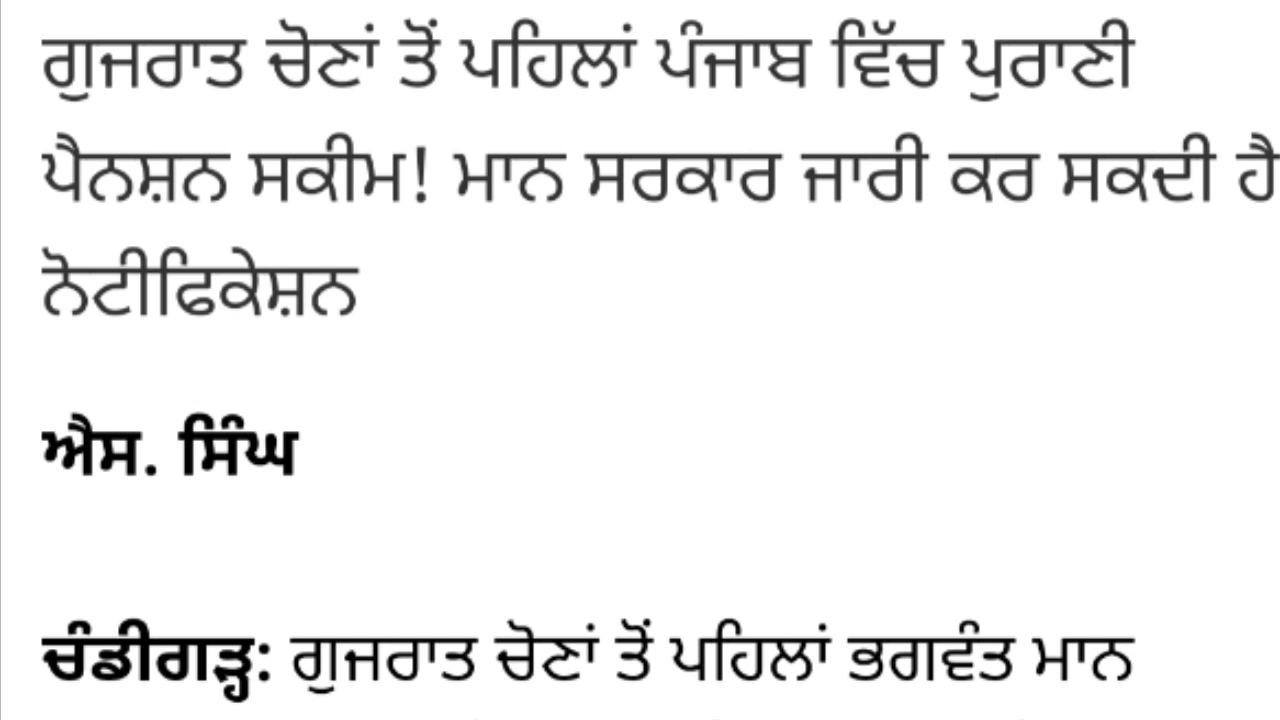 ਗੁਜਰਾਤ ਚੋਣਾਂ ਤੋਂ ਪਹਿਲਾਂ ਪੰਜਾਬ ਵਿੱਚ ਪੁਰਾਣੀ
ਪੈਨਸ਼ਨ ਸਕੀਮ! ਮਾਨ ਸਰਕਾਰ ਜਾਰੀ ਕਰ ਸਕਦੀ ਹੈ
ਨੋਟੀਫਿਕੇਸ਼ਨ
ਐਸ. ਸਿੰਘ
ਚੰਡੀਗੜ੍ਹ: ਗੁਜਰਾਤ ਚੋਣਾਂ ਤੋਂ ਪਹਿਲਾਂ ਭਗਵੰਤ ਮਾਨ